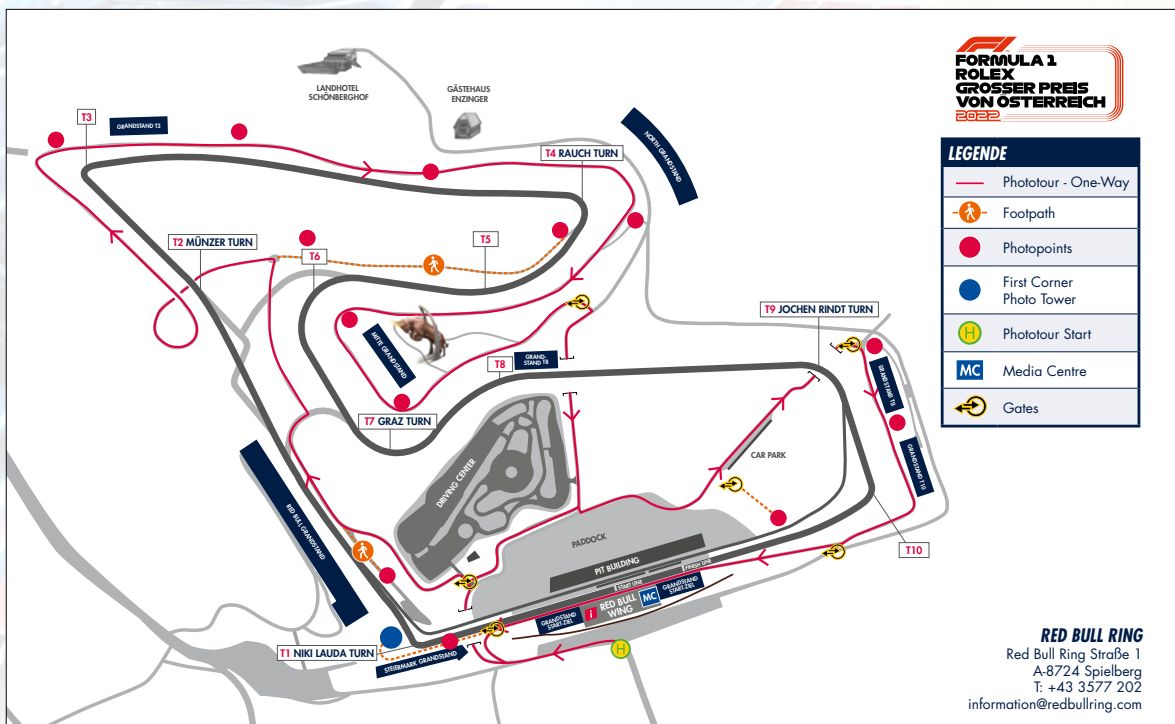 LANDHOTEL
SCHÖNBERGHOF
GÄSTEHAUS
ENZINGER
FORMULA 1
ROLEX
GROSSER PREIS
VON ÖSTERREICH
2022
T3
GRANDSTAND T3
NORTH GRANDSTAND
T4 RAUCH TURN
LEGENDE
Phototour - One-Way
Footpath
Photopoints
First Corner
Photo Tower
H
Phototour Start
MC
Media Centre
Gates
T2 MÜNZER TURN
T5
T6
T9 JOCHEN RINDT TURN
MITTE GRANDSTAND
GRAND-
STAND T8
T8
GRANDSTAND T9
T7 GRAZ TURN
GRANDSTAND T10
CAR PARK
DRIVING CENTER
RED BULL GRANDSTAND
PADDOCK
T10
PIT BUILDING
FINISH LINE
START LINE
GRANDSTAND
START-ZIEL
i
RED BULL
WING
MC
GRANDSTAND
START-ZIEL
T1 NIKI LAUDA TURN
STEIERMARK GRANDSTAND
H
RED BULL RING
Red Bull Ring Straße 1
A-8724 Spielberg
T: +43 3577 202
information@redbullring.com